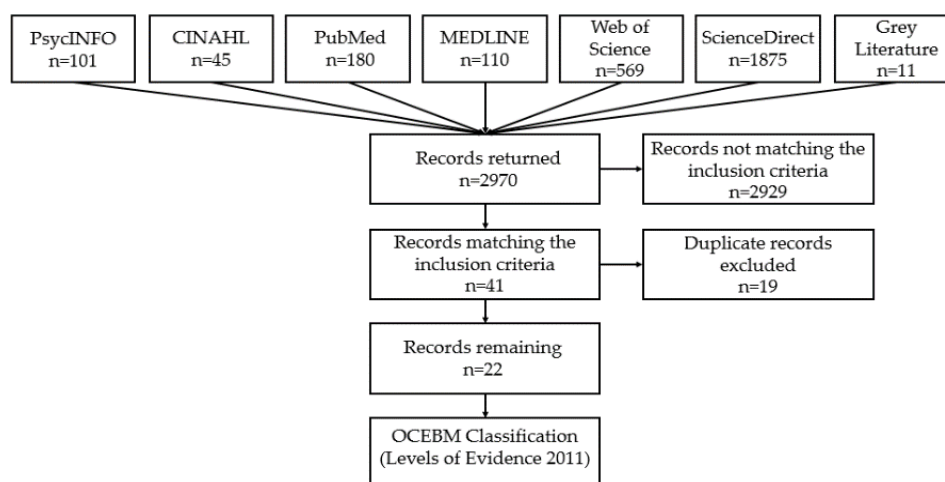 PsycINFO
n=101
CINAHL
n=45
PubMed
n=180
MEDLINE
n=110
Web of
Science
n=569
ScienceDirect
n=1875
Grey
Literature
n=11
Records returned
n=2970
Records not matching the
inclusion criteria
n=2929
Records matching the
inclusion criteria
n=41
Duplicate records
excluded
n=19
Records remaining
n=22
OCEBM Classification
(Levels of Evidence 2011)